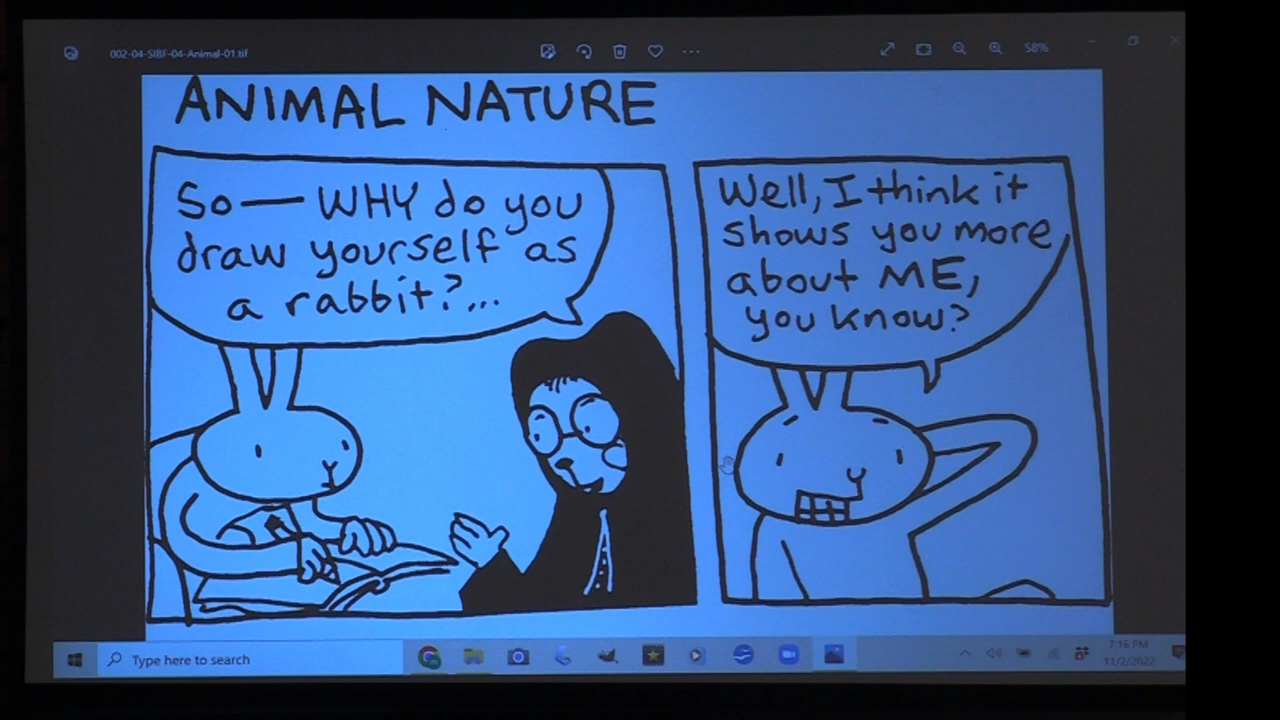 002-04-SIBF-04-Animal-01.tif
58%
ANIMAL NATURE
So— WHY do you
draw yourself as
a rabbit?...
Well, I think it
shows you more
about ME,
you know?
Type here to search
7:15 PM
11/2/2022